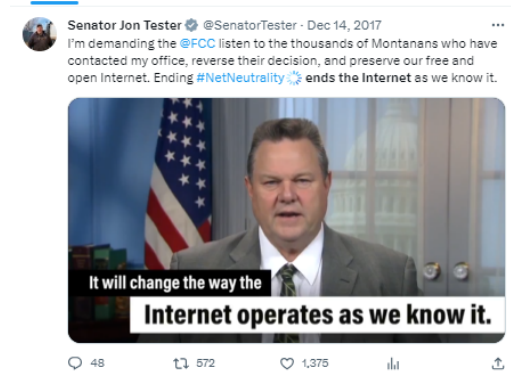 Senator Jon Tester @SenatorTester · Dec 14, 2017
I'm demanding the @FCC listen to the thousands of Montanans who have
contacted my office, reverse their decision, and preserve our free and
open Internet. Ending #NetNeutrality ends the Internet as we know it.
It will change the way the
Internet operates as we know it.
48 572 1,375